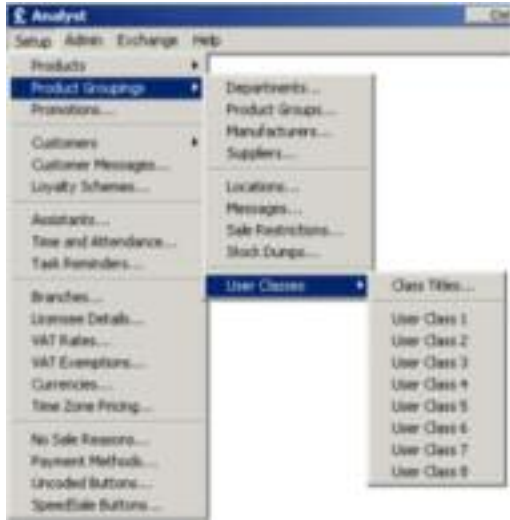 £ Analyst
Setup Admin Exchange Help
Products
Product Groupings
Promotions...
Customers
Customer Messages...
Loyalty Schemes...
Assistants...
Time and Attendance...
Task Reminders...
Branches...
Licensee Details...
VAT Rates...
VAT Exemptions...
Currencies...
Time Zone Pricing...
No Sale Reasons...
Payment Methods...
Uncoded Buttons...
SpeedSale Buttons...
Departments...
Product Groups...
Manufacturers...
Suppliers...
Locations...
Messages...
Sale Restrictions...
Stock Dumps...
User Classes
Class Titles...
User Class 1
User Class 2
User Class 3
User Class 4
User Class 5
User Class 6
User Class 7
User Class 8